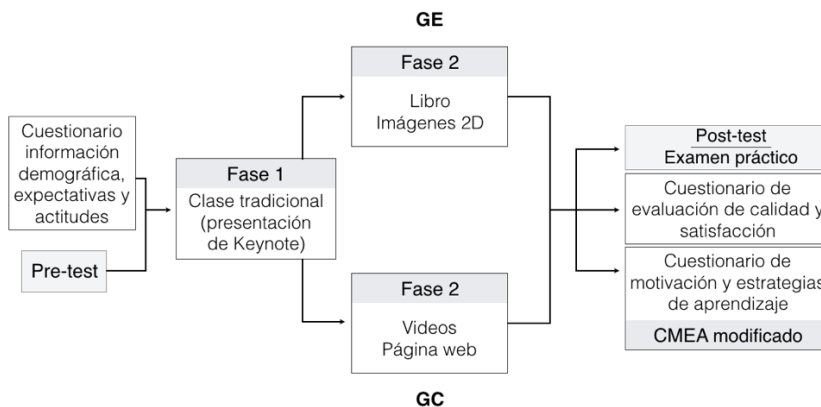 GE
Cuestionario
información
demográfica,
expectativas y
actitudes
Pre-test
Fase 1
Clase tradicional
(presentación
de Keynote)
Fase 2
Libro
Imágenes 2D
Fase 2
Videos
Página web
Post-test
Examen práctico
Cuestionario de
evaluación de calidad y
satisfacción
Cuestionario de
motivación y estrategias
de aprendizaje
CMEA modificado
GC